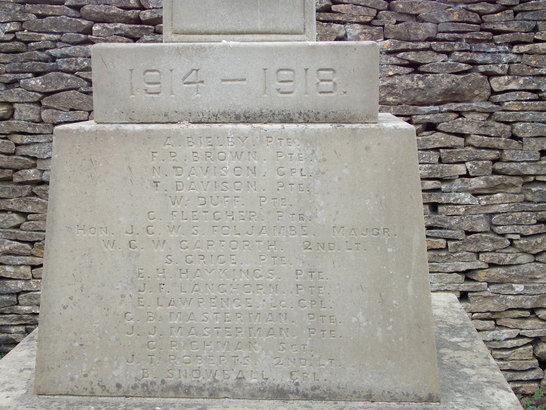 1914 – 1918.
A. BIELBY. PTE.
F. R. BROWN. PTE.
N. DAVISON. CPL.
T. DAVISON. PTE.
W. DUFF. PTE.
C. FLETCHER. PTR.
HON. J. C. W. S. FOLJAMBE. MAJOR.
W. G. W. GARFORTH. 2ND. LT.
S. GRICE. PTE.
E. H. HAYKINGS. PTE.
J. F. LANGHORN. PTE.
E. LAWRENCE. LC. CPL.
G. B. MASTERMAN. PTE.
J. J. MASTERMAN. PTE.
C. RICHMAN. SGT.
J. T. ROBERTS. 2ND. LT.
B. SNOWBALL. CPL.